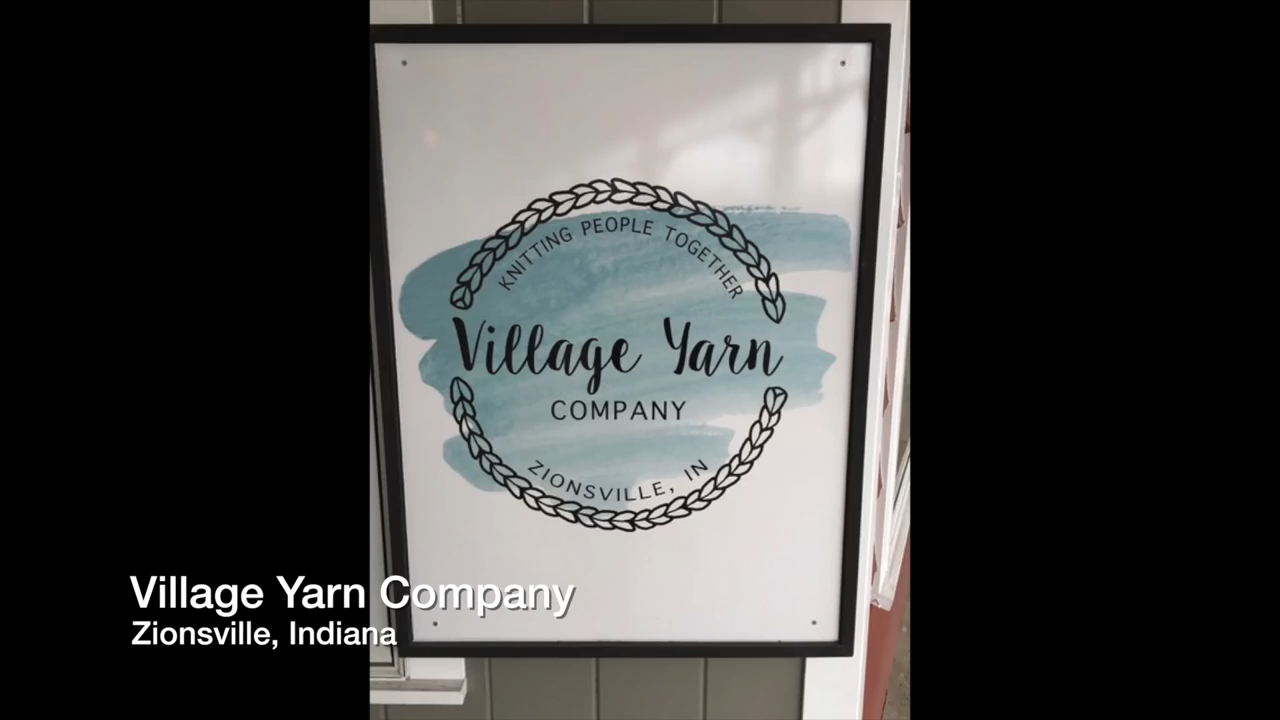 KNITTING PEOPLE TOGETHER
Village Yarn
COMPANY
ZIONSVILLE, IN
Village Yarn Company
Zionsville, Indiana